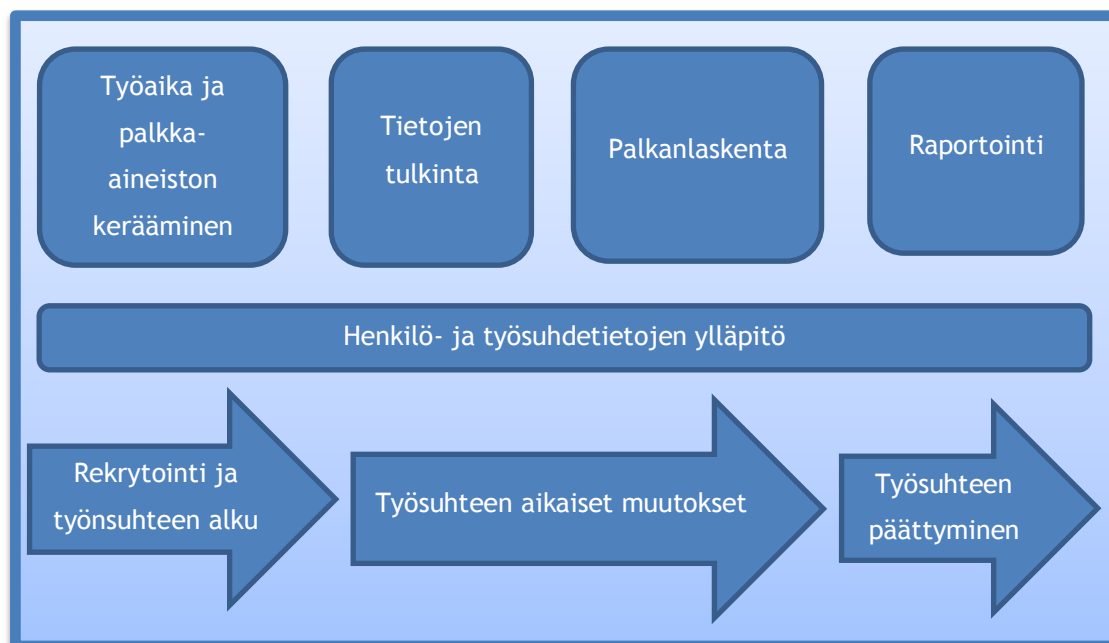 Työaika ja
palkka-
aineiston
kerääminen
Tietojen
tulkinta
Palkanlaskenta
Raportointi
Henkilö- ja työsuhdetietojen ylläpito
Rekrytointi ja
työnsuhteen alku
Työsuhteen aikaiset muutokset
Työsuhteen
päättyminen